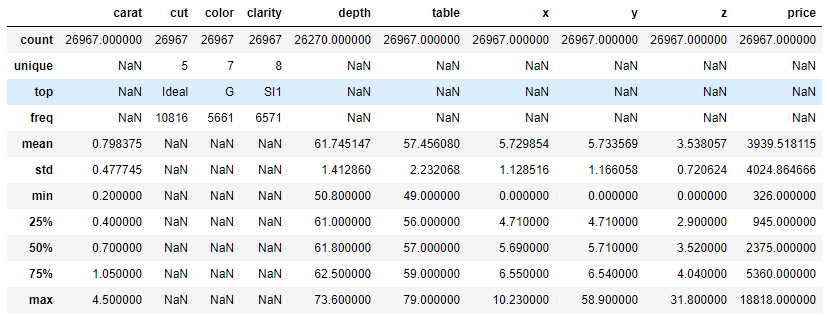 carat cut color clarity depth table x y z price
count 26967.000000 26967 26967 26967 26270.000000 26967.000000 26967.000000 26967.000000 26967.000000 26967.000000
unique NaN 5 7 8 NaN NaN NaN NaN NaN NaN
top NaN Ideal G SI1 NaN NaN NaN NaN NaN NaN
freq NaN 10816 5661 6571 NaN NaN NaN NaN NaN NaN
mean 0.798375 NaN NaN NaN 61.745147 57.456080 5.729854 5.733569 3.538057 3939.518115
std 0.477745 NaN NaN NaN 1.412860 2.232068 1.128516 1.166058 0.720624 4024.864666
min 0.200000 NaN NaN NaN 50.800000 49.000000 0.000000 0.000000 0.000000 326.000000
25% 0.400000 NaN NaN NaN 61.000000 56.000000 4.710000 4.710000 2.900000 945.000000
50% 0.700000 NaN NaN NaN 61.800000 57.000000 5.690000 5.710000 3.520000 2375.000000
75% 1.050000 NaN NaN NaN 62.500000 59.000000 6.550000 6.540000 4.040000 5360.000000
max 4.500000 NaN NaN NaN 73.600000 79.000000 10.230000 58.900000 31.800000 18818.000000